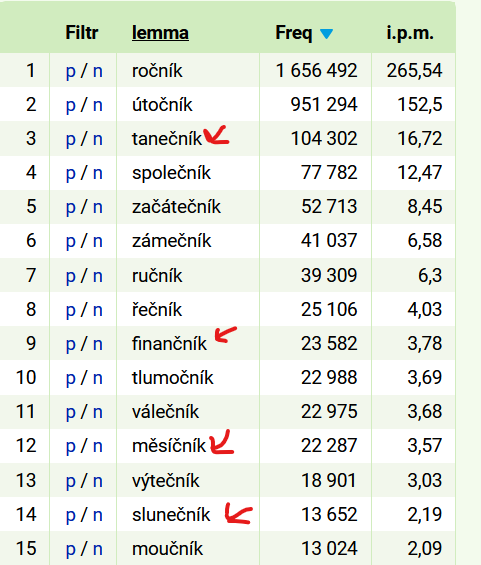 Filtr lemma Freq i.p.m.
1 p / n ročník 1 656 492 265,54
2 p / n útočník 951 294 152,5
3 p / n tanečník 104 302 16,72
4 p / n společník 77 782 12,47
5 p / n začátečník 52 713 8,45
6 p / n zámečník 41 037 6,58
7 p / n ručník 39 309 6,3
8 p / n řečník 25 106 4,03
9 p / n finančník 23 582 3,78
10 p / n tlumočník 22 988 3,69
11 p / n válečník 22 975 3,68
12 p / n měsíčník 22 287 3,57
13 p / n výtečník 18 901 3,03
14 p / n slunečník 13 652 2,19
15 p / n moučník 13 024 2,09